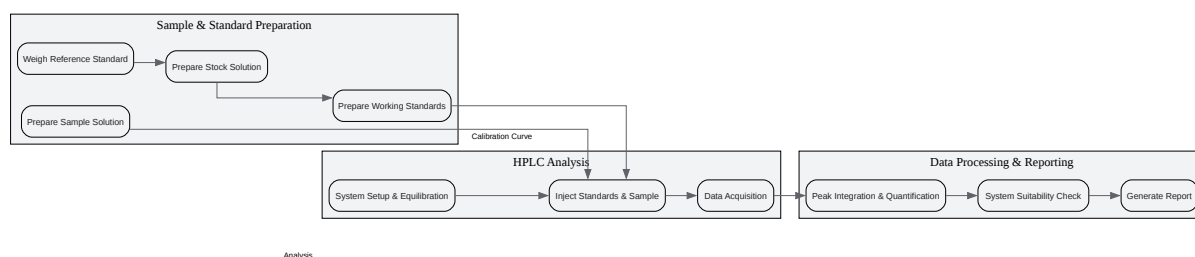 Sample & Standard Preparation
Weigh Reference Standard
Prepare Stock Solution
Prepare Working Standards
Prepare Sample Solution
Calibration Curve
HPLC Analysis
Data Processing & Reporting
System Setup & Equilibration
Inject Standards & Sample
Data Acquisition
Peak Integration & Quantification
System Suitability Check
Generate Report
Analysis